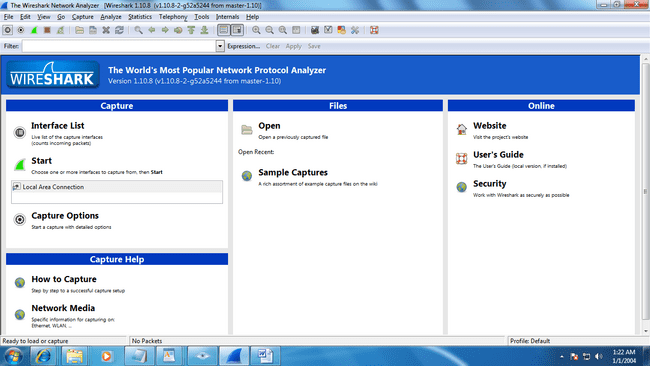 The Wireshark Network Analyzer [Wireshark 1.10.8 (v1.10.8-2-g52a5244 from master-1.10)]
File Edit View Go Capture Analyze Statistics Telephony Tools Internals Help
Filter: Expression... Clear Apply Save
WIRESHARK
The World's Most Popular Network Protocol Analyzer
Version 1.10.8 (v1.10.8-2-g52a5244 from master-1.10)
Capture
Interface List
Live list of the capture interfaces
(counts incoming packets)
Start
Choose one or more interfaces to capture from, then Start
Local Area Connection
Capture Options
Start a capture with detailed options
Capture Help
How to Capture
Step by step to a successful capture setup
Network Media
Specific information for capturing on:
Ethernet, WLAN, ...
Files
Open
Open a previously captured file
Open Recent:
Sample Captures
A rich assortment of example capture files on the wiki
Online
Website
Visit the project's website
User's Guide
The User's Guide (local version, if installed)
Security
Work with Wireshark as securely as possible
Ready to load or capture
No Packets
Profile: Default
1:22 AM
1/1/2004